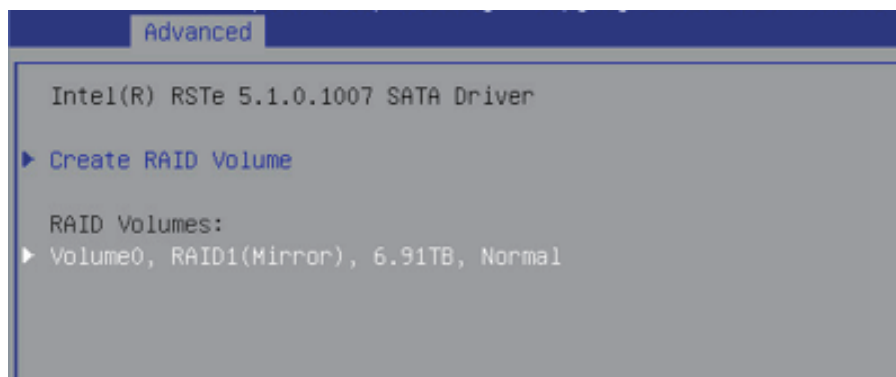 Advanced
Intel(R) RSTe 5.1.0.1007 SATA Driver
Create RAID Volume
RAID Volumes:
Volume0, RAID1(Mirror), 6.91TB, Normal